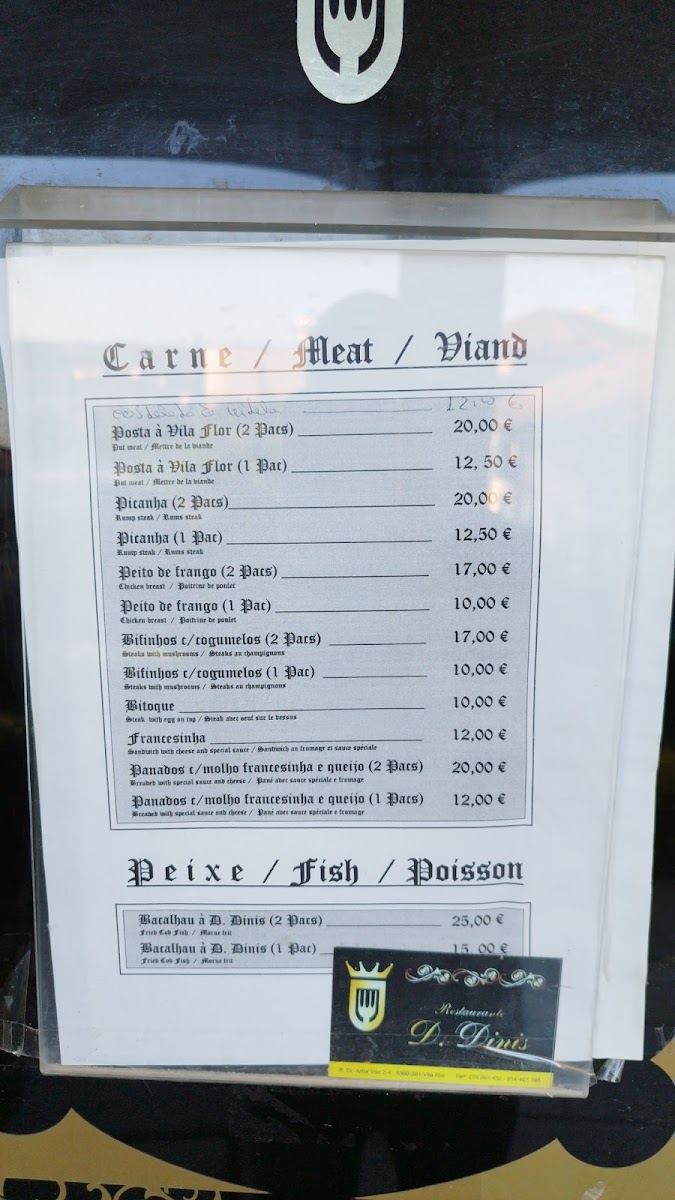 Carne / Meat / Viand
Posta à Vila Flor (2 Pacs) 20,00 €
Put meat / Mettre de la viande
Posta à Vila Flor (1 Pac) 12, 50 €
Put meat / Mettre de la viande
Picanha (2 Pacs) 20,00 €
Rump steak / Rums steak
Picanha (1 Pac) 12,50 €
Rump steak / Rums steak
Peito de frango (2 Pacs) 17,00 €
Chicken breast / Poitrine de poulet
Peito de frango (1 Pac) 10,00 €
Chicken breast / Poitrine de poulet
Bifinhos c/cogumelos (2 Pacs) 17,00 €
Steaks with mushrooms / Steaks au champignons
Bifinhos c/cogumelos (1 Pac) 10,00 €
Steaks with mushrooms / Steaks au champignons
Bitoque 10,00 €
Steak with egg on top / Steak avec oeuf sur le dessus
Francesinha 12,00 €
Sandwich with cheese and special sauce / Sandwich au fromage et sauce spéciale
Panados c/molho francesinha e queijo (2 Pacs) 20,00 €
Breaded with special sauce and cheese / Pané avec sauce spéciale e fromage
Panados c/molho francesinha e queijo (1 Pacs) 12,00 €
Breaded with special sauce and cheese / Pané avec sauce spéciale e fromage
Peixe / Fish / Poisson
Bacalhau à D. Dinis (2 Pacs) 25,00 €
Fried Cod Fish / Morue frit
Bacalhau à D. Dinis (1 Pac) 15,00 €
Fried Cod Fish / Morue frit
Restaurante
D. Dinis
Vila Flor